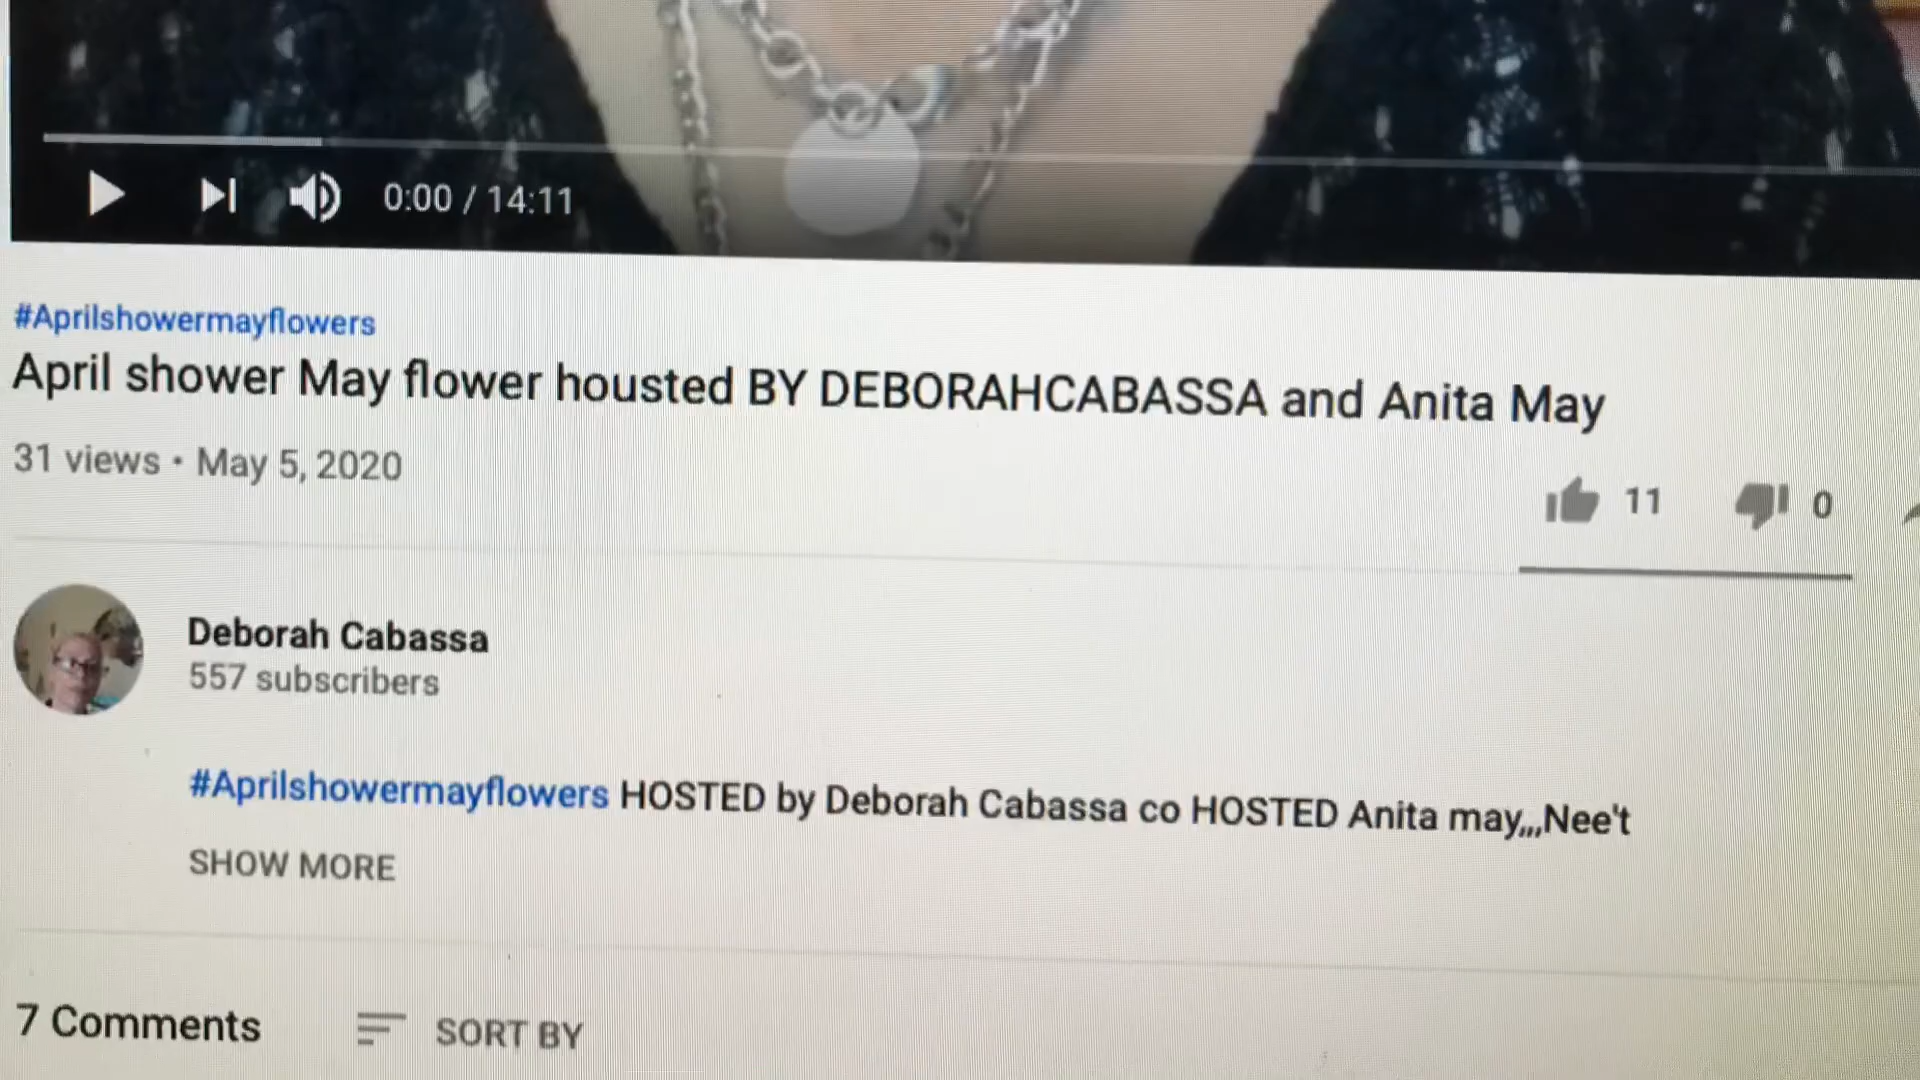 0:00 / 14:11
#Aprilshowermayflowers
April shower May flower housted BY DEBORAHCABASSA and Anita May
31 views • May 5, 2020
11 0
Deborah Cabassa
557 subscribers
#Aprilshowermayflowers HOSTED by Deborah Cabassa co HOSTED Anita may,,,Nee't
SHOW MORE
7 Comments SORT BY